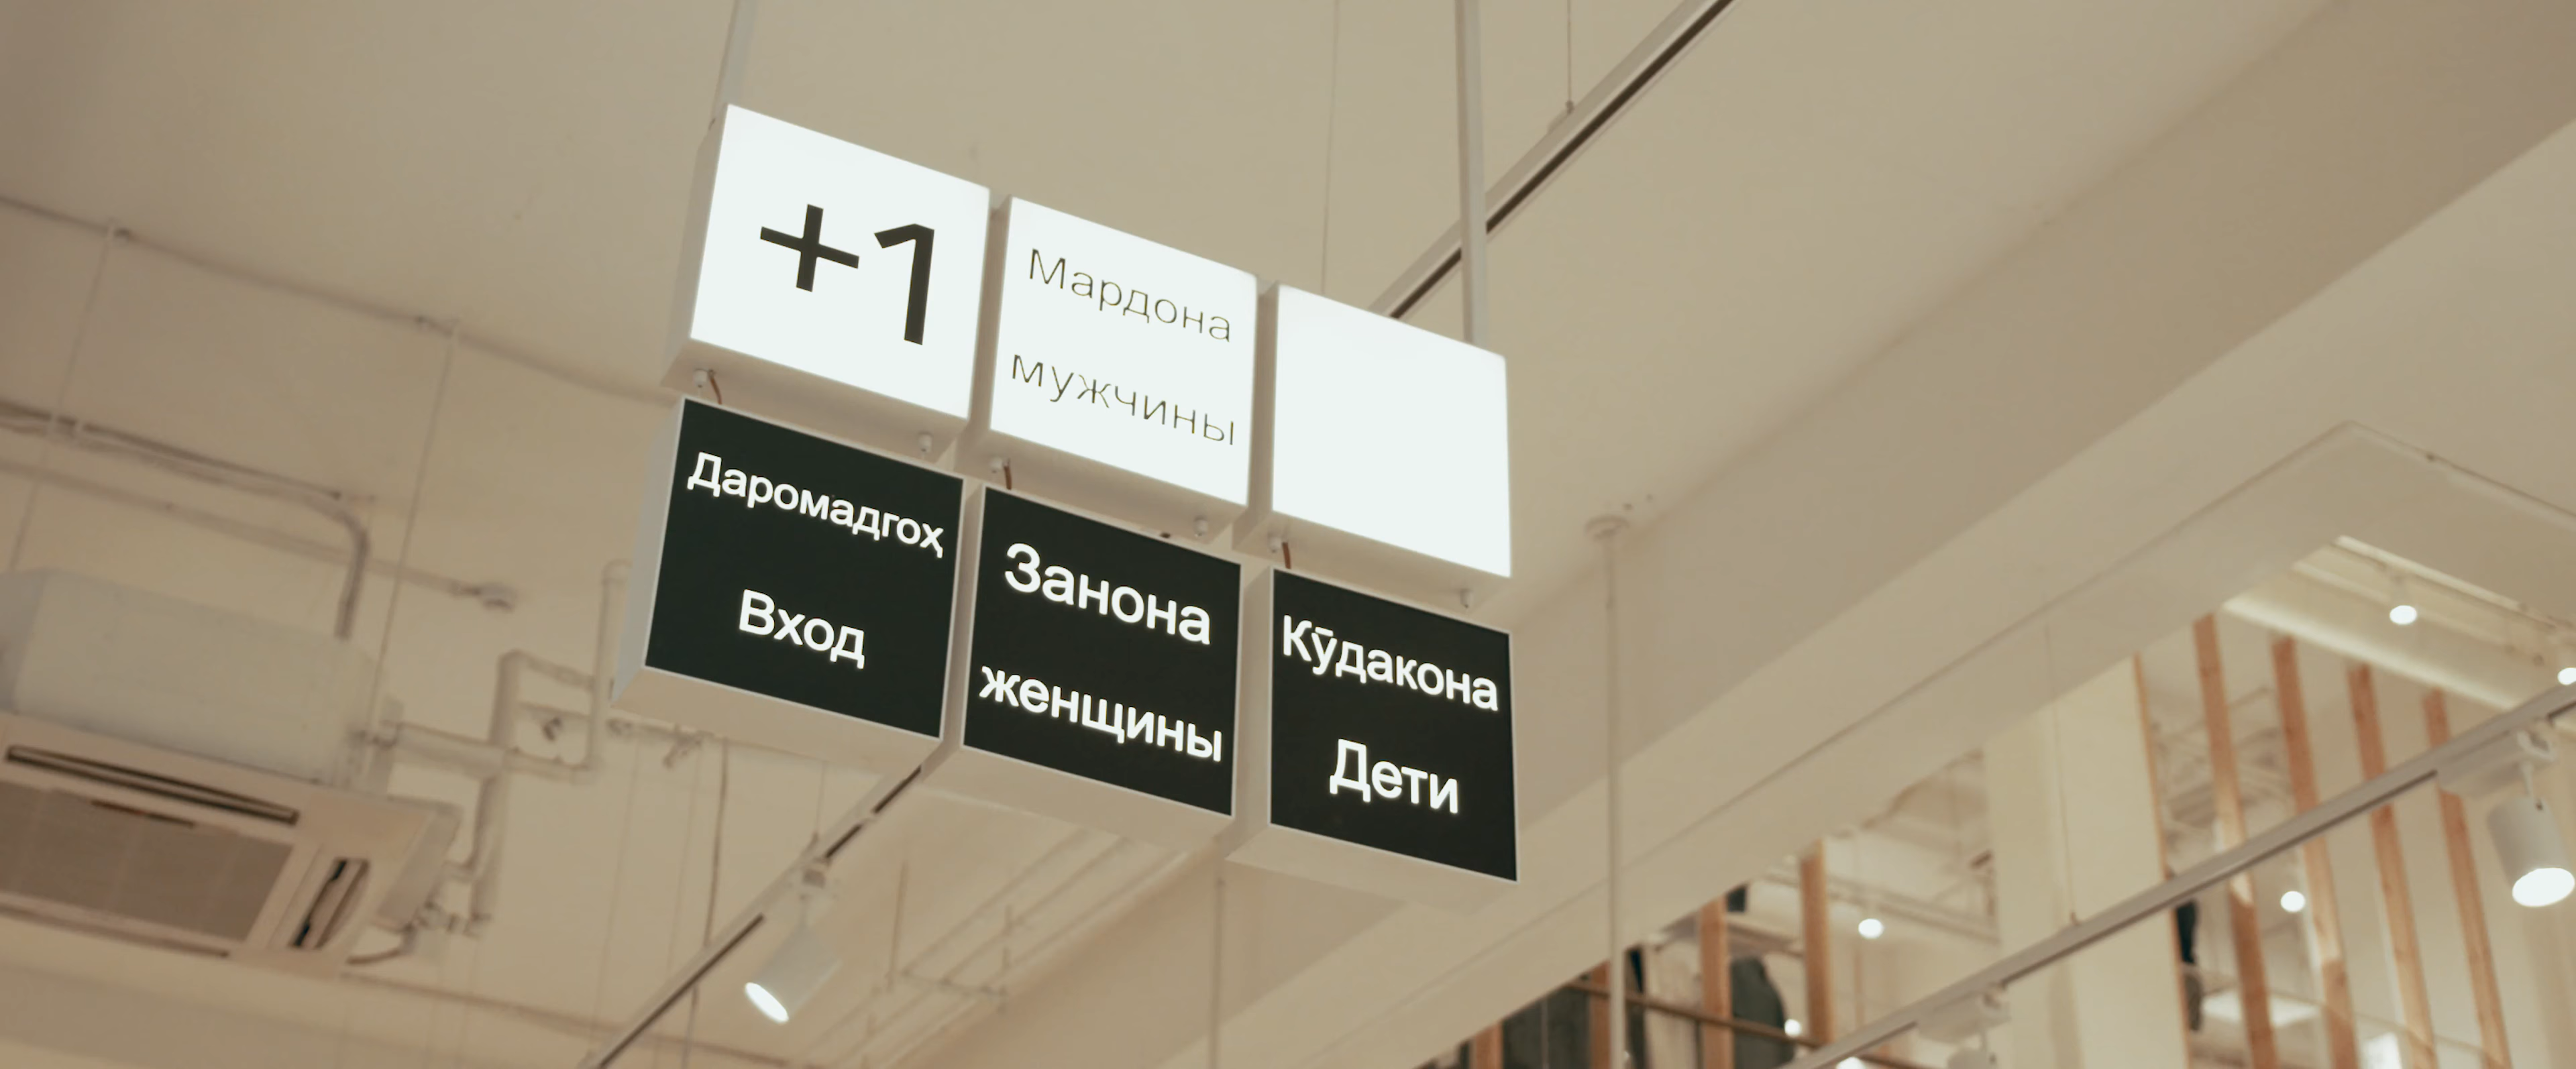 +1
Мардона
мужчины
Даромадгоҳ
Вход
Занона
женщины
Кӯдакона
Дети